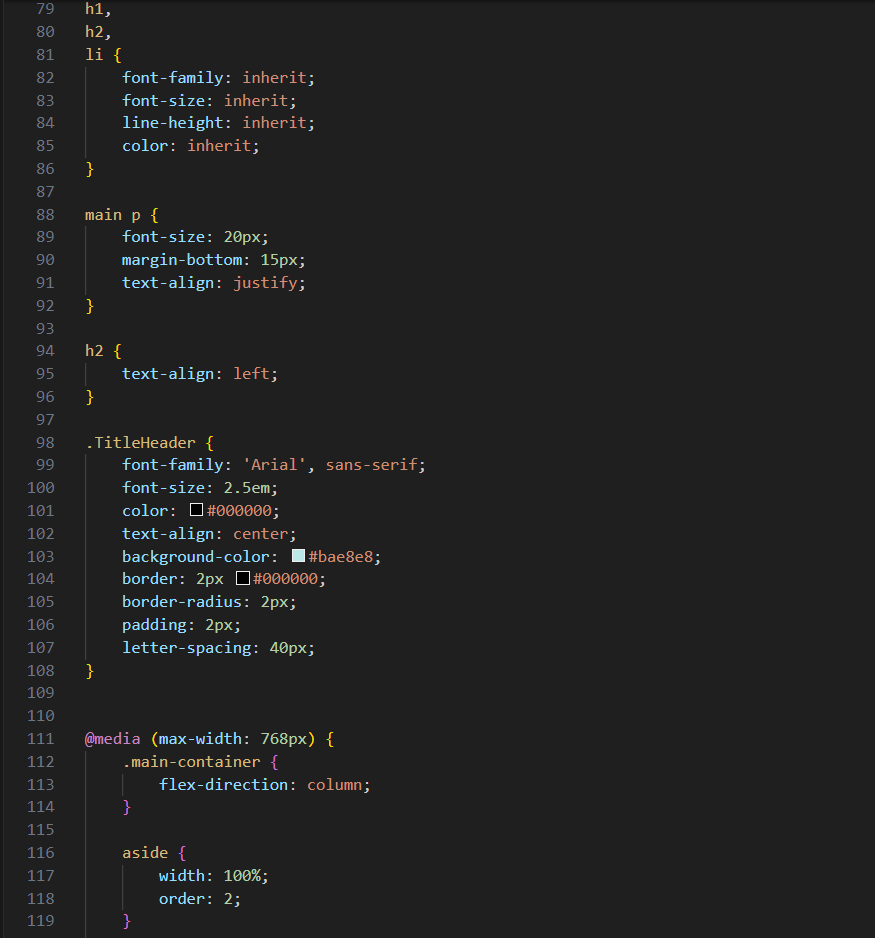 79 h1,
80 h2,
81 li {
82 font-family: inherit;
83 font-size: inherit;
84 line-height: inherit;
85 color: inherit;
86 }
87
88 main p {
89 font-size: 20px;
90 margin-bottom: 15px;
91 text-align: justify;
92 }
93
94 h2 {
95 text-align: left;
96 }
97
98 .TitleHeader {
99 font-family: 'Arial', sans-serif;
100 font-size: 2.5em;
101 color: #000000;
102 text-align: center;
103 background-color: #bae8e8;
104 border: 2px #000000;
105 border-radius: 2px;
106 padding: 2px;
107 letter-spacing: 40px;
108 }
109
110
111 @media (max-width: 768px) {
112 .main-container {
113 flex-direction: column;
114 }
115
116 aside {
117 width: 100%;
118 order: 2;
119 }